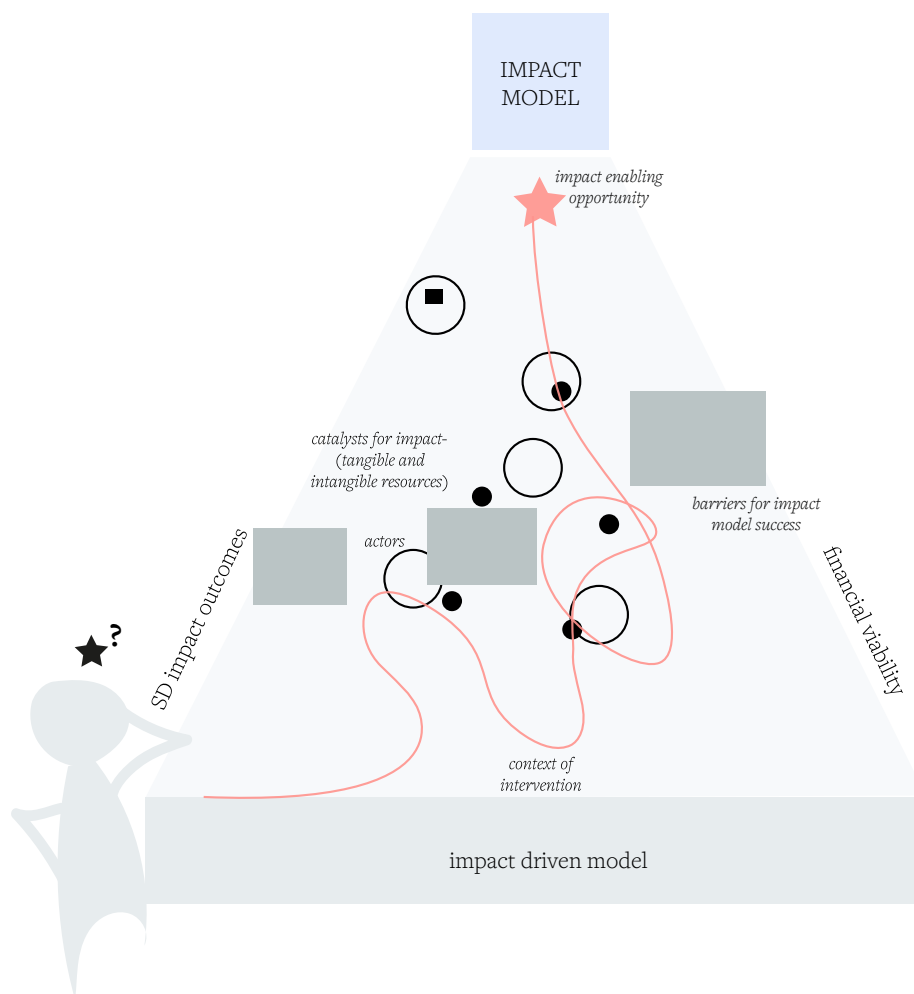 IMPACT
MODEL
impact enabling
opportunity
catalysts for impact-
(tangible and
intangible resources)
barriers for impact
model success
actors
SD impact outcomes
financial viability
?
context of
intervention
impact driven model